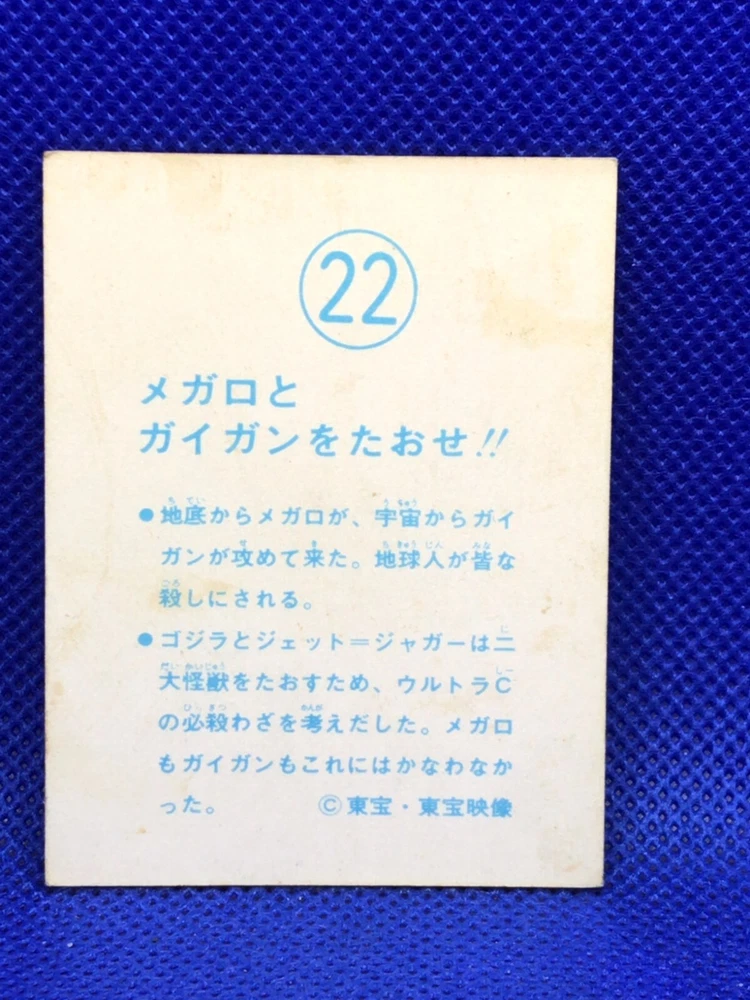 22
メガロと
ガイガンをたおせ!!
●地底からメガロが、宇宙からガイ
ガンが攻めて来た。地球人が皆な
殺しにされる。
●ゴジラとジェット＝ジャガーは二
大怪獣をたおすため、ウルトラC
の必殺わざを考えだした。メガロ
もガイガンもこれにはかなわなか
った。 ©東宝・東宝映像